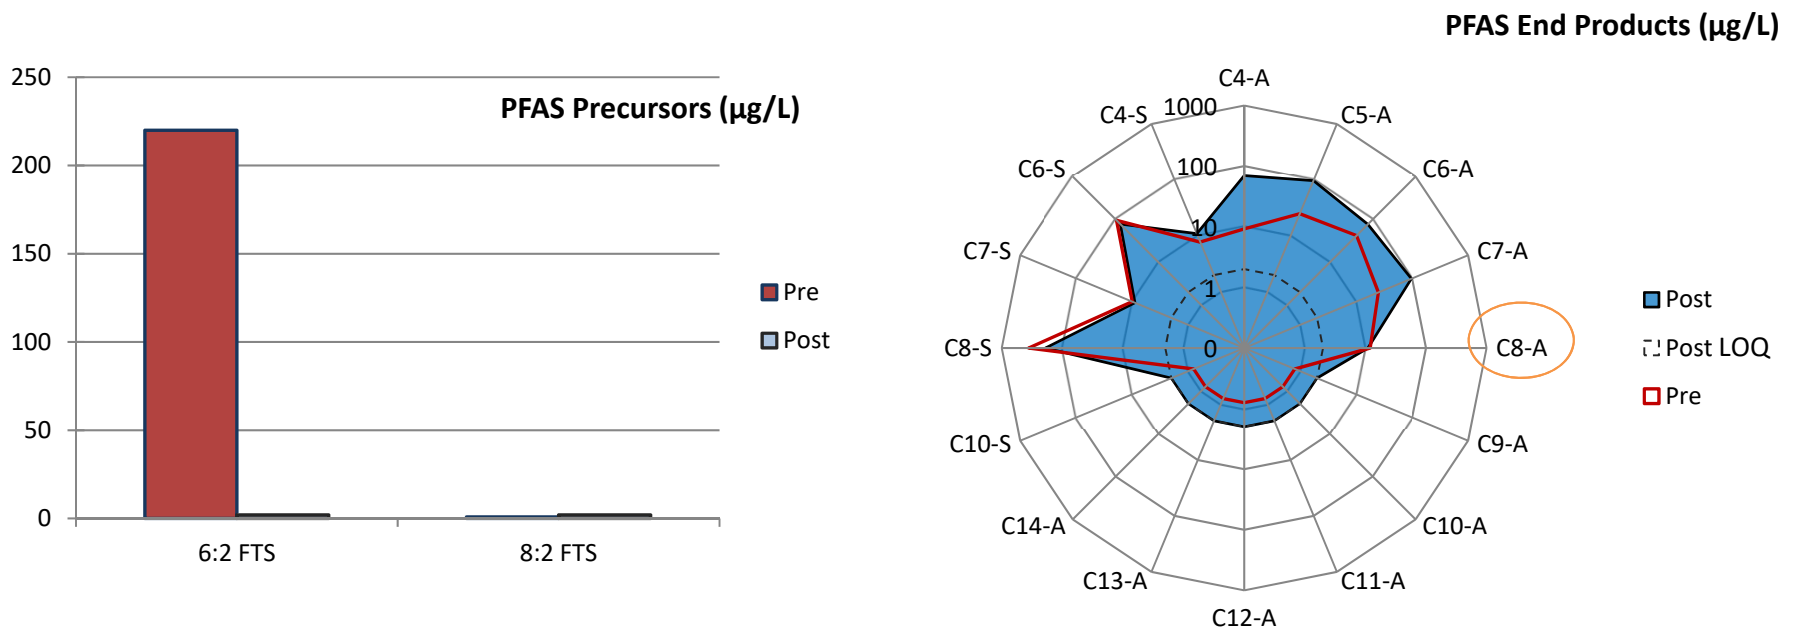 PFAS Precursors (µg/L)
250
200
150
100
50
0
6:2 FTS
8:2 FTS
Pre
Post
PFAS End Products (µg/L)
C4-A
C5-A
C6-A
C7-A
C8-A
C9-A
C10-A
C11-A
C12-A
C13-A
C14-A
C10-S
C8-S
C7-S
C6-S
C4-S
1000
100
10
1
0
Post
Post LOQ
Pre